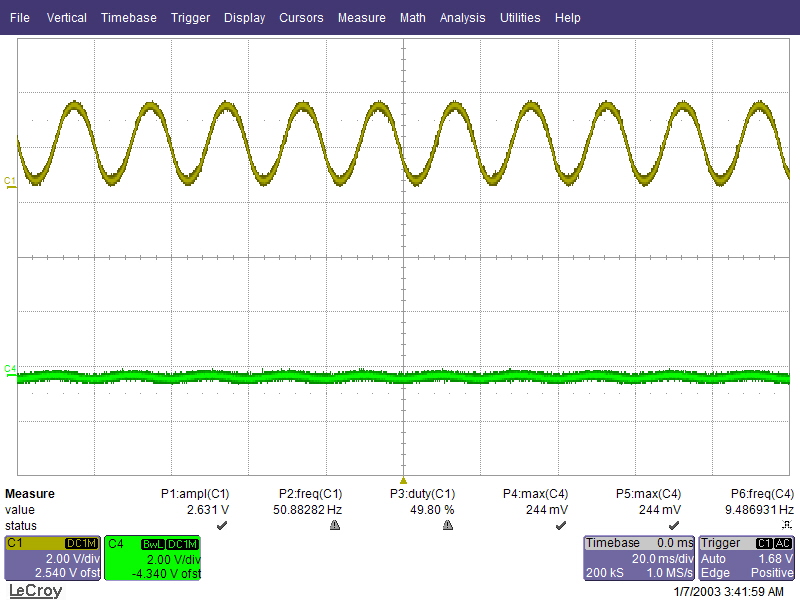 File Vertical Timebase Trigger Display Cursors Measure Math Analysis Utilities Help
C1
C4
Measure P1:ampl(C1) P2:freq(C1) P3:duty(C1) P4:max(C4) P5:max(C4) P6:freq(C4)
value 2.631 V 50.88282 Hz 49.80 % 244 mV 244 mV 9.486931 Hz
status
C1 DC1M C4 BwL DC1M Timebase 0.0 ms Trigger C1 AC
2.00 V/div 2.00 V/div 20.0 ms/div Auto 1.68 V
2.540 V ofst -4.340 V ofst 200 kS 1.0 MS/s Edge Positive
LeCroy 1/7/2003 3:41:59 AM